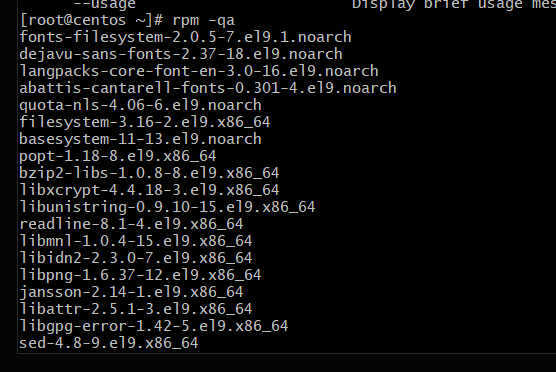 --usage Display brief usage mes
[root@centos ~]# rpm -qa
fonts-filesystem-2.0.5-7.el9.1.noarch
dejavu-sans-fonts-2.37-18.el9.noarch
langpacks-core-font-en-3.0-16.el9.noarch
abattis-cantarell-fonts-0.301-4.el9.noarch
quota-nls-4.06-6.el9.noarch
filesystem-3.16-2.el9.x86_64
basesystem-11-13.el9.noarch
popt-1.18-8.el9.x86_64
bzip2-libs-1.0.8-8.el9.x86_64
libxcrypt-4.4.18-3.el9.x86_64
libunistring-0.9.10-15.el9.x86_64
readline-8.1-4.el9.x86_64
libmnl-1.0.4-15.el9.x86_64
libidn2-2.3.0-7.el9.x86_64
libpng-1.6.37-12.el9.x86_64
jansson-2.14-1.el9.x86_64
libattr-2.5.1-3.el9.x86_64
libgpg-error-1.42-5.el9.x86_64
sed-4.8-9.el9.x86_64